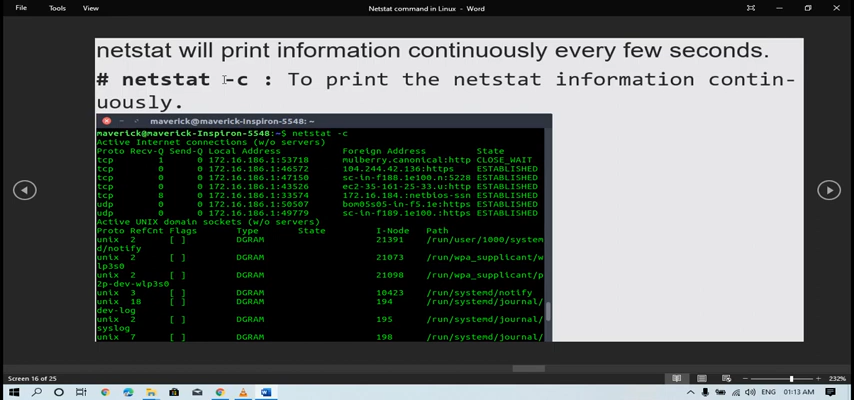 File Tools View Netstat command in Linux - Word
netstat will print information continuously every few seconds.
# netstat -c : To print the netstat information contin-
uously.
maverick@maverick-Inspiron-5548: ~
maverick@maverick-Inspiron-5548:~$ netstat -c
Active Internet connections (w/o servers)
Proto Recv-Q Send-Q Local Address Foreign Address State
tcp 1 0 172.16.186.1:53718 mulberry.canonical:http CLOSE_WAIT
tcp 0 0 172.16.186.1:46572 104.244.42.136:https ESTABLISHED
tcp 0 0 172.16.186.1:47150 sc-in-f188.1e100.n:5228 ESTABLISHED
tcp 0 0 172.16.186.1:43526 ec2-35-161-25-33.u:http ESTABLISHED
tcp 8 0 172.16.186.1:33574 172.16.184.:netbios-ssn ESTABLISHED
udp 0 0 172.16.186.1:50507 bom05s05-in-f5.1e:https ESTABLISHED
udp 0 0 172.16.186.1:49779 sc-in-f189.1e100.:https ESTABLISHED
Active UNIX domain sockets (w/o servers)
Proto RefCnt Flags Type State I-Node Path
unix 2 [ ] DGRAM 21391 /run/user/1000/system
d/notify
unix 2 [ ] DGRAM 21073 /run/wpa_supplicant/w
lp3s0
unix 2 [ ] DGRAM 21098 /run/wpa_supplicant/p
2p-dev-wlp3s0
unix 3 [ ] DGRAM 10423 /run/systemd/notify
unix 18 [ ] DGRAM 194 /run/systemd/journal/
dev-log
unix 2 [ ] DGRAM 195 /run/systemd/journal/
syslog
unix 7 [ ] DGRAM 198 /run/systemd/journal/
Screen 16 of 25 232%
ENG 01:13 AM